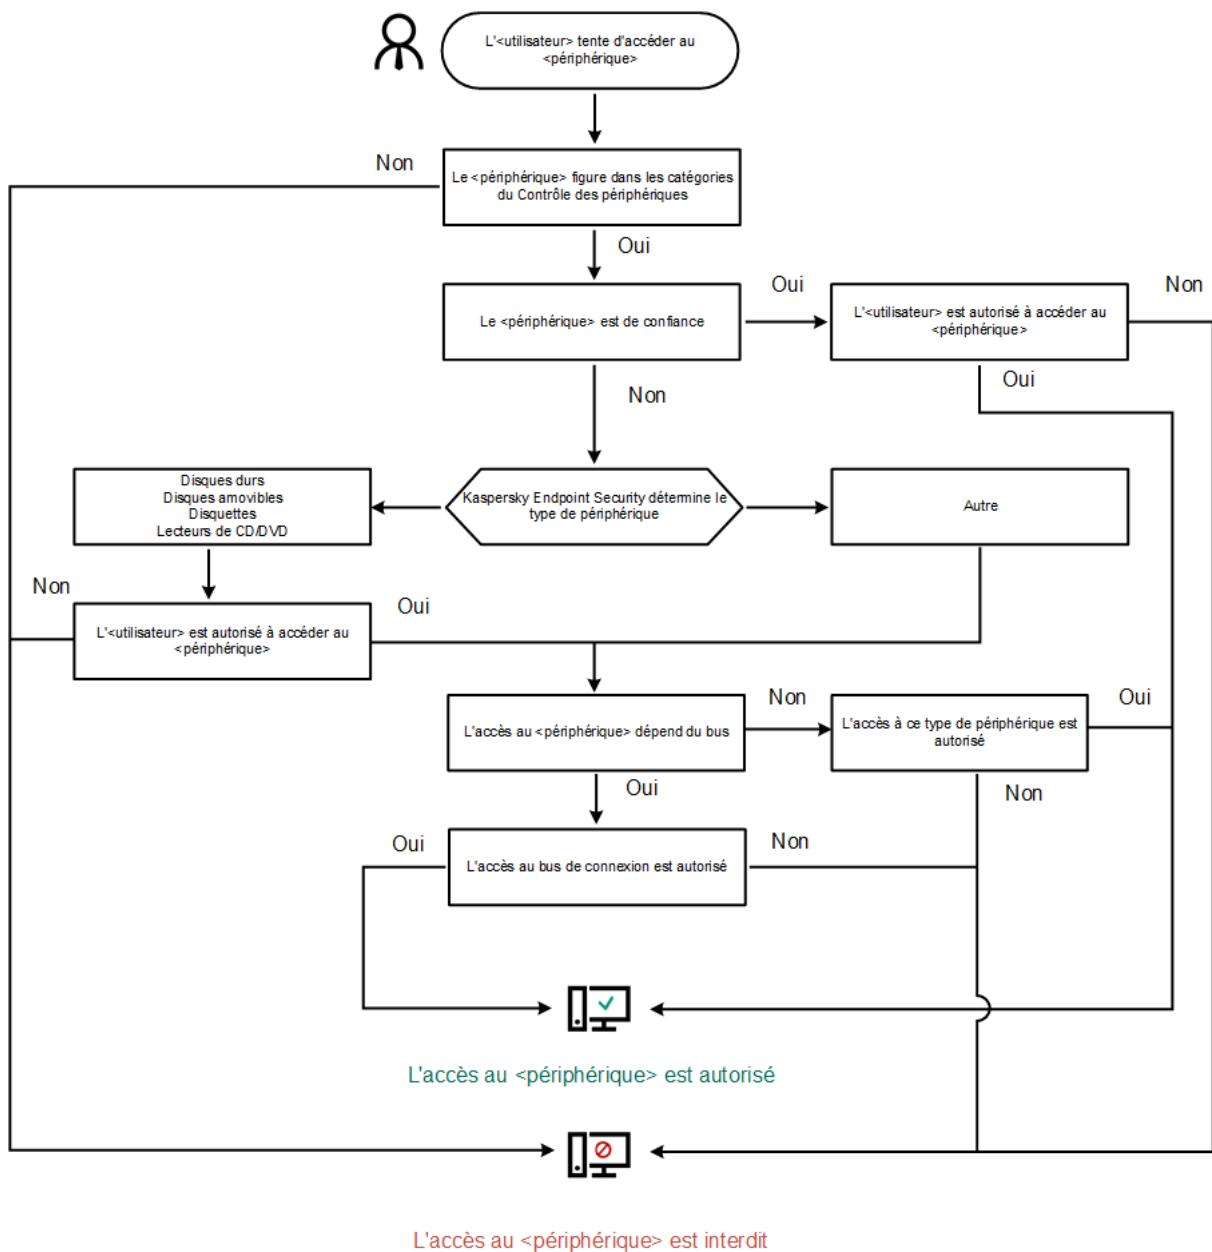 L'<utilisateur> tente d'accéder au
<périphérique>
Non
Le <périphérique> figure dans les catégories
du Contrôle des périphériques
Oui
Le <périphérique> est de confiance
Oui
L'<utilisateur> est autorisé à accéder au
<périphérique>
Non
Oui
Non
Disques durs
Disques amovibles
Disquettes
Lecteurs de CD/DVD
Kaspersky Endpoint Security détermine le
type de périphérique
Autre
Non
L'<utilisateur> est autorisé à accéder au
<périphérique>
Oui
L'accès au <périphérique> dépend du bus
Non
L'accès à ce type de périphérique est
autorisé
Oui
Oui
Non
Oui
L'accès au bus de connexion est autorisé
Non
L'accès au <périphérique> est autorisé
L'accès au <périphérique> est interdit